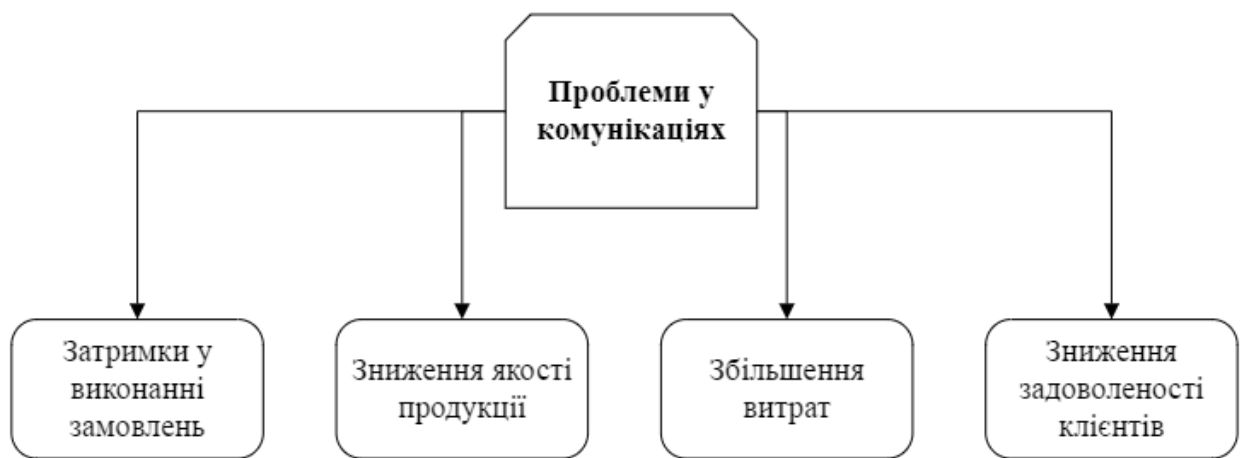 Проблеми у
комунікаціях
Затримки у
виконанні
замовлень
Зниження якості
продукції
Збільшення
витрат
Зниження
задоволеності
клієнтів